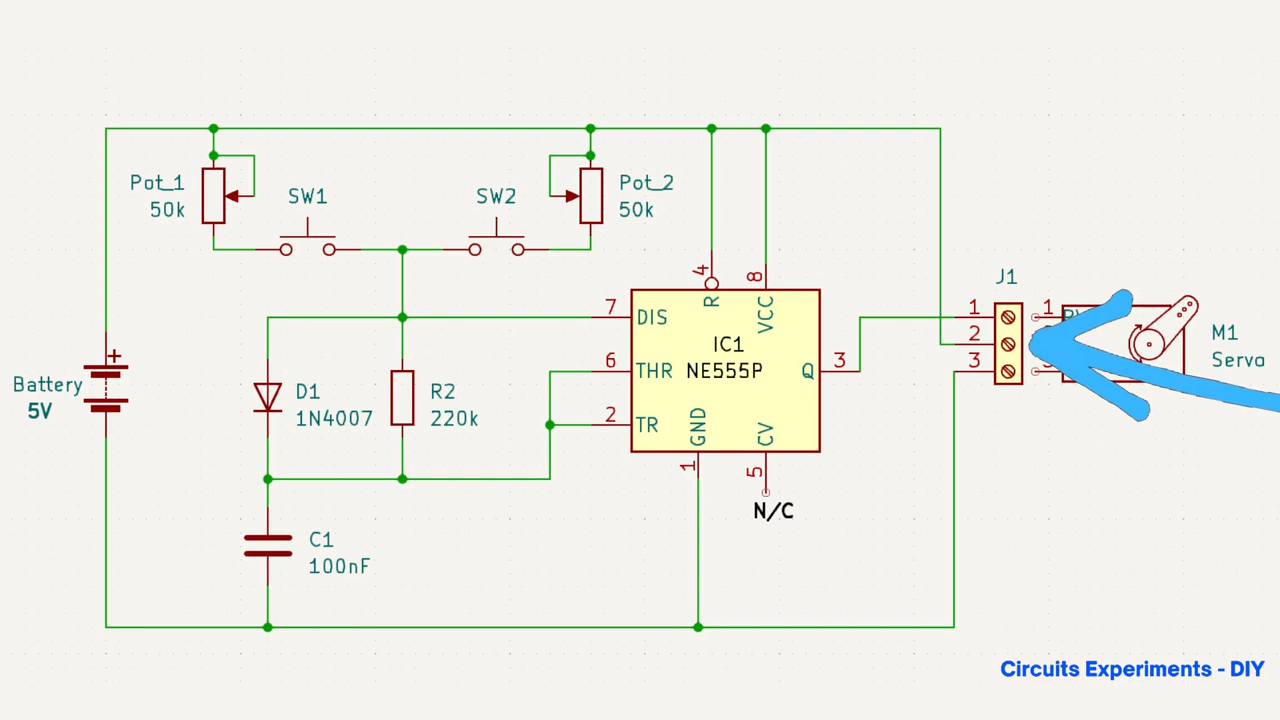 Pot_1
50k
SW1
SW2
Pot_2
50k
Battery
5V
+
D1
1N4007
R2
220k
C1
100nF
4
8
R
VCC
7
DIS
6
THR
2
TR
IC1
NE555P
Q
3
GND
CV
1
5
N/C
J1
1
2
3
1
M1
Servo
Circuits Experiments - DIY